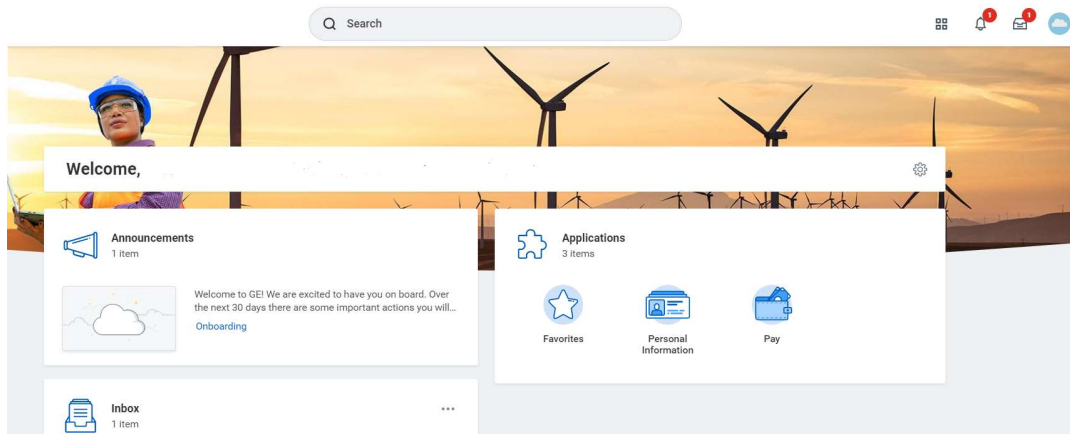 Search
1
1
Welcome,
Announcements
1 item
Welcome to GE! We are excited to have you on board. Over
the next 30 days there are some important actions you will...
Onboarding
Applications
3 items
Favorites
Personal
Information
Pay
Inbox
1 item